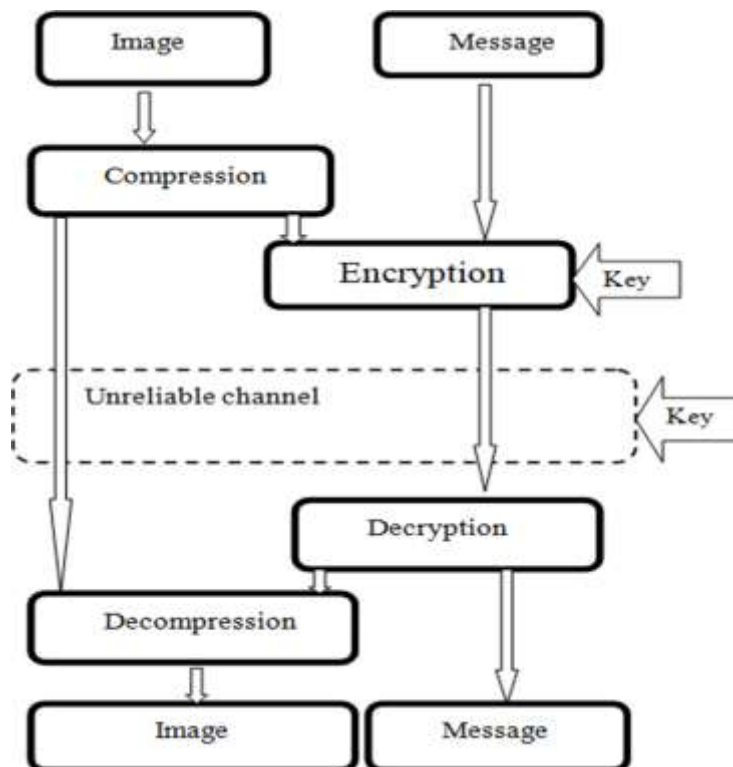 Image
Message
Compression
Encryption
Key
Unreliable channel
Key
Decryption
Decompression
Image
Message